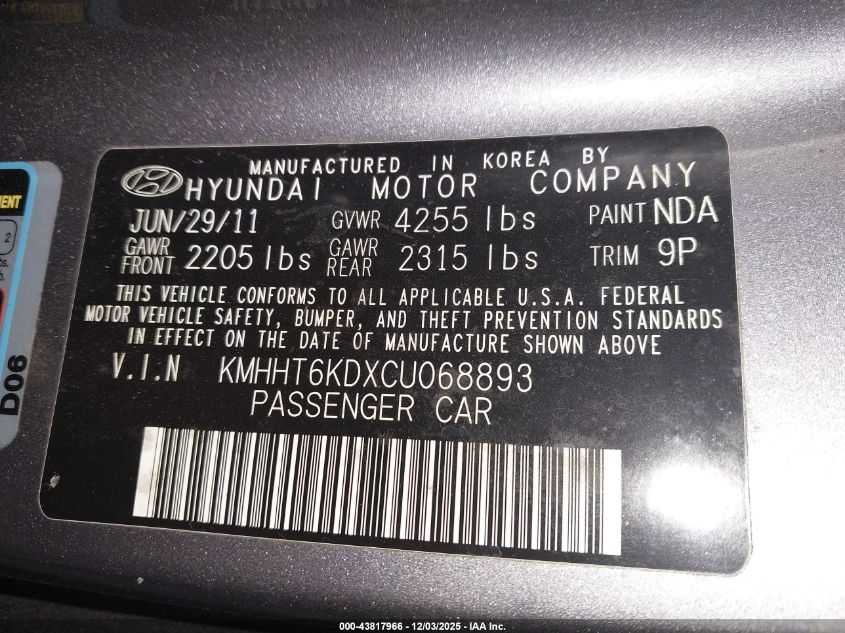 MANUFACTURED IN KOREA BY
HYUNDAI MOTOR COMPANY
JUN/29/11 GVWR 4255 lbs PAINT NDA
GAWR FRONT 2205 lbs GAWR REAR 2315 lbs TRIM 9P
THIS VEHICLE CONFORMS TO ALL APPLICABLE U.S.A. FEDERAL
MOTOR VEHICLE SAFETY, BUMPER, AND THEFT PREVENTION STANDARDS
IN EFFECT ON THE DATE OF MANUFACTURE SHOWN ABOVE
V.I.N KMHHT6KDXCU068893
PASSENGER CAR
2
D06
000-43817966 - 12/03/2025 - IAA Inc.